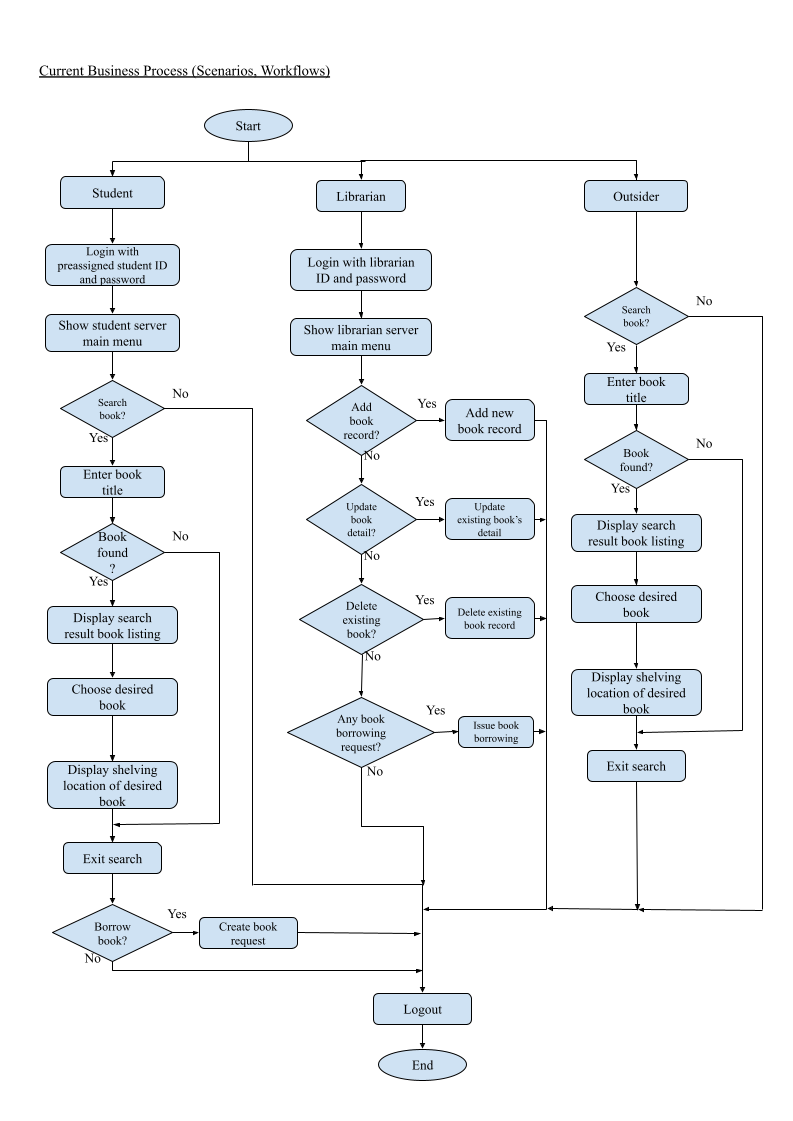 Current Business Process (Scenarios, Workflows)
Start
Student
Login with
preassigned student ID
and password
Show student server
main menu
Search
book?
No
Yes
Enter book
title
Book
found
?
No
Yes
Display search
result book listing
Choose desired
book
Display shelving
location of desired
book
Exit search
Borrow
book?
Yes
Create book
request
No
Librarian
Login with librarian
ID and password
Show librarian server
main menu
Add
book
record?
Yes
Add new
book record
No
Update
book
detail?
Yes
Update
existing book's
detail
No
Delete
existing
book?
Yes
Delete existing
book record
No
Any book
borrowing
request?
Yes
Issue book
borrowing
No
Outsider
Search
book?
No
Yes
Enter book
title
Book
found?
No
Yes
Display search
result book listing
Choose desired
book
Display shelving
location of desired
book
Exit search
Logout
End